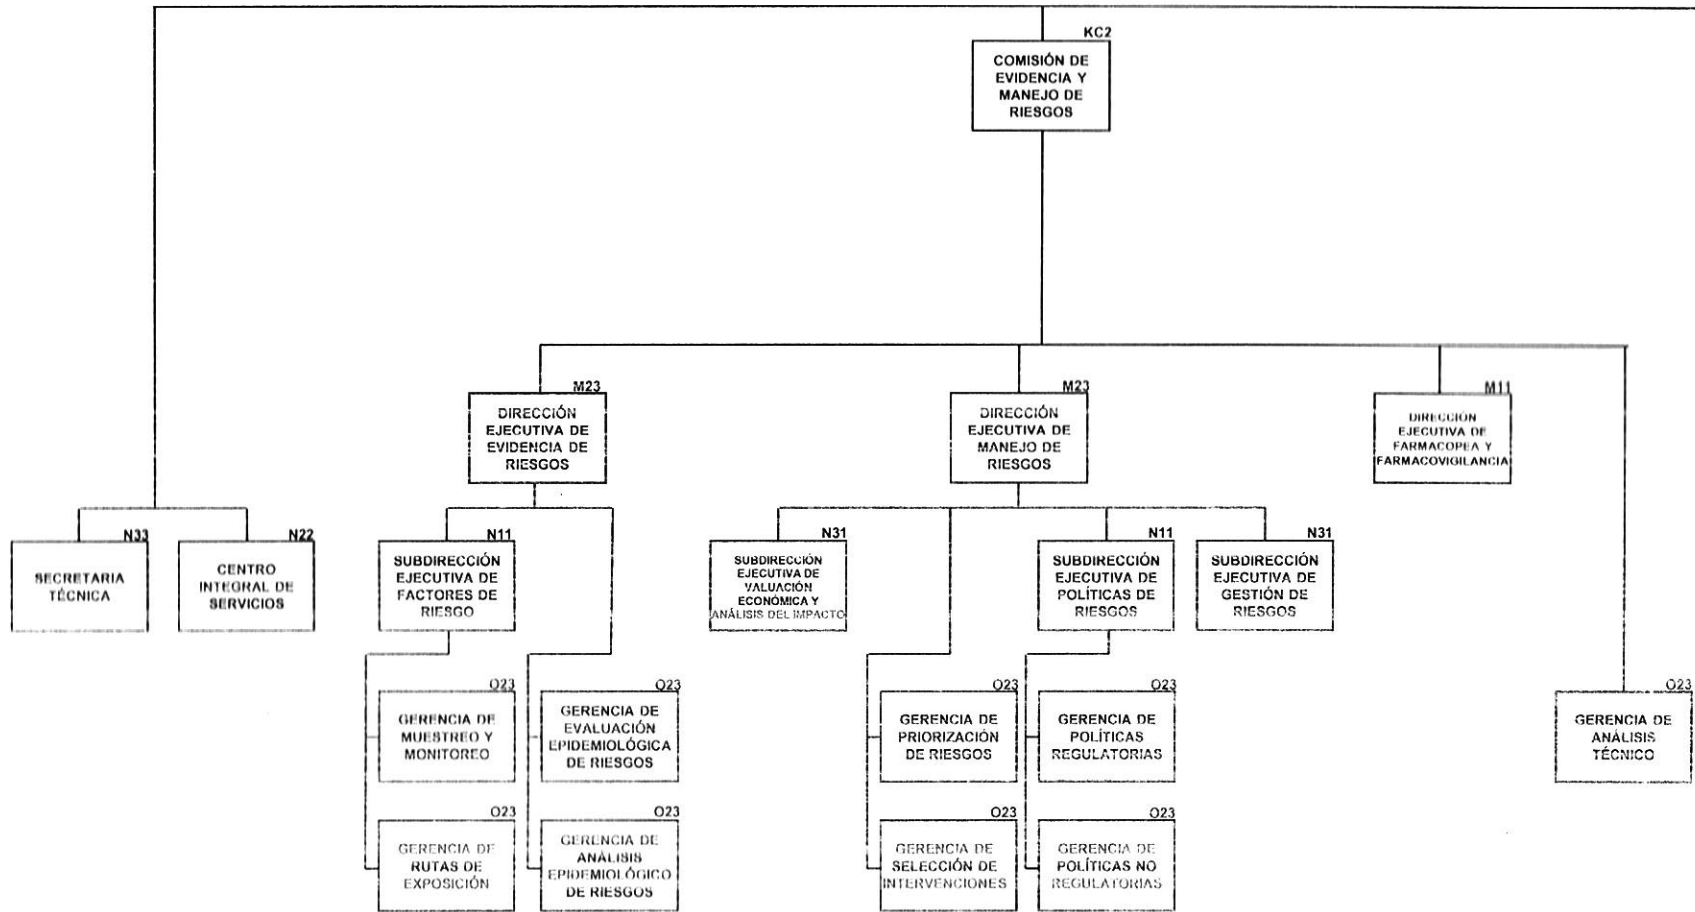 KC2
COMISIÓN DE
EVIDENCIA Y
MANEJO DE
RIESGOS
M23
DIRECCIÓN
EJECUTIVA DE
EVIDENCIA DE
RIESGOS
M23
DIRECCIÓN
EJECUTIVA DE
MANEJO DE
RIESGOS
M11
DIRECCIÓN
EJECUTIVA DE
FARMACOPEA Y
FARMACOVIGILANCIA
N33
SECRETARIA
TÉCNICA
N22
CENTRO
INTEGRAL DE
SERVICIOS
N11
SUBDIRECCIÓN
EJECUTIVA DE
FACTORES DE
RIESGO
N31
SUBDIRECCIÓN
EJECUTIVA DE
VALUACIÓN
ECONÓMICA Y
ANÁLISIS DEL IMPACTO
N11
SUBDIRECCIÓN
EJECUTIVA DE
POLÍTICAS DE
RIESGOS
N31
SUBDIRECCIÓN
EJECUTIVA DE
GESTIÓN DE
RIESGOS
O23
GERENCIA DE
MUESTREO Y
MONITOREO
O23
GERENCIA DE
EVALUACIÓN
EPIDEMIOLÓGICA
DE RIESGOS
O23
GERENCIA DE
PRIORIZACIÓN
DE RIESGOS
O23
GERENCIA DE
POLÍTICAS
REGULATORIAS
O23
GERENCIA DE
ANÁLISIS
TÉCNICO
O23
GERENCIA DE
RUTAS DE
EXPOSICIÓN
O23
GERENCIA DE
ANÁLISIS
EPIDEMIOLÓGICO
DE RIESGOS
O23
GERENCIA DE
SELECCIÓN DE
INTERVENCIONES
O23
GERENCIA DE
POLÍTICAS NO
REGULATORIAS